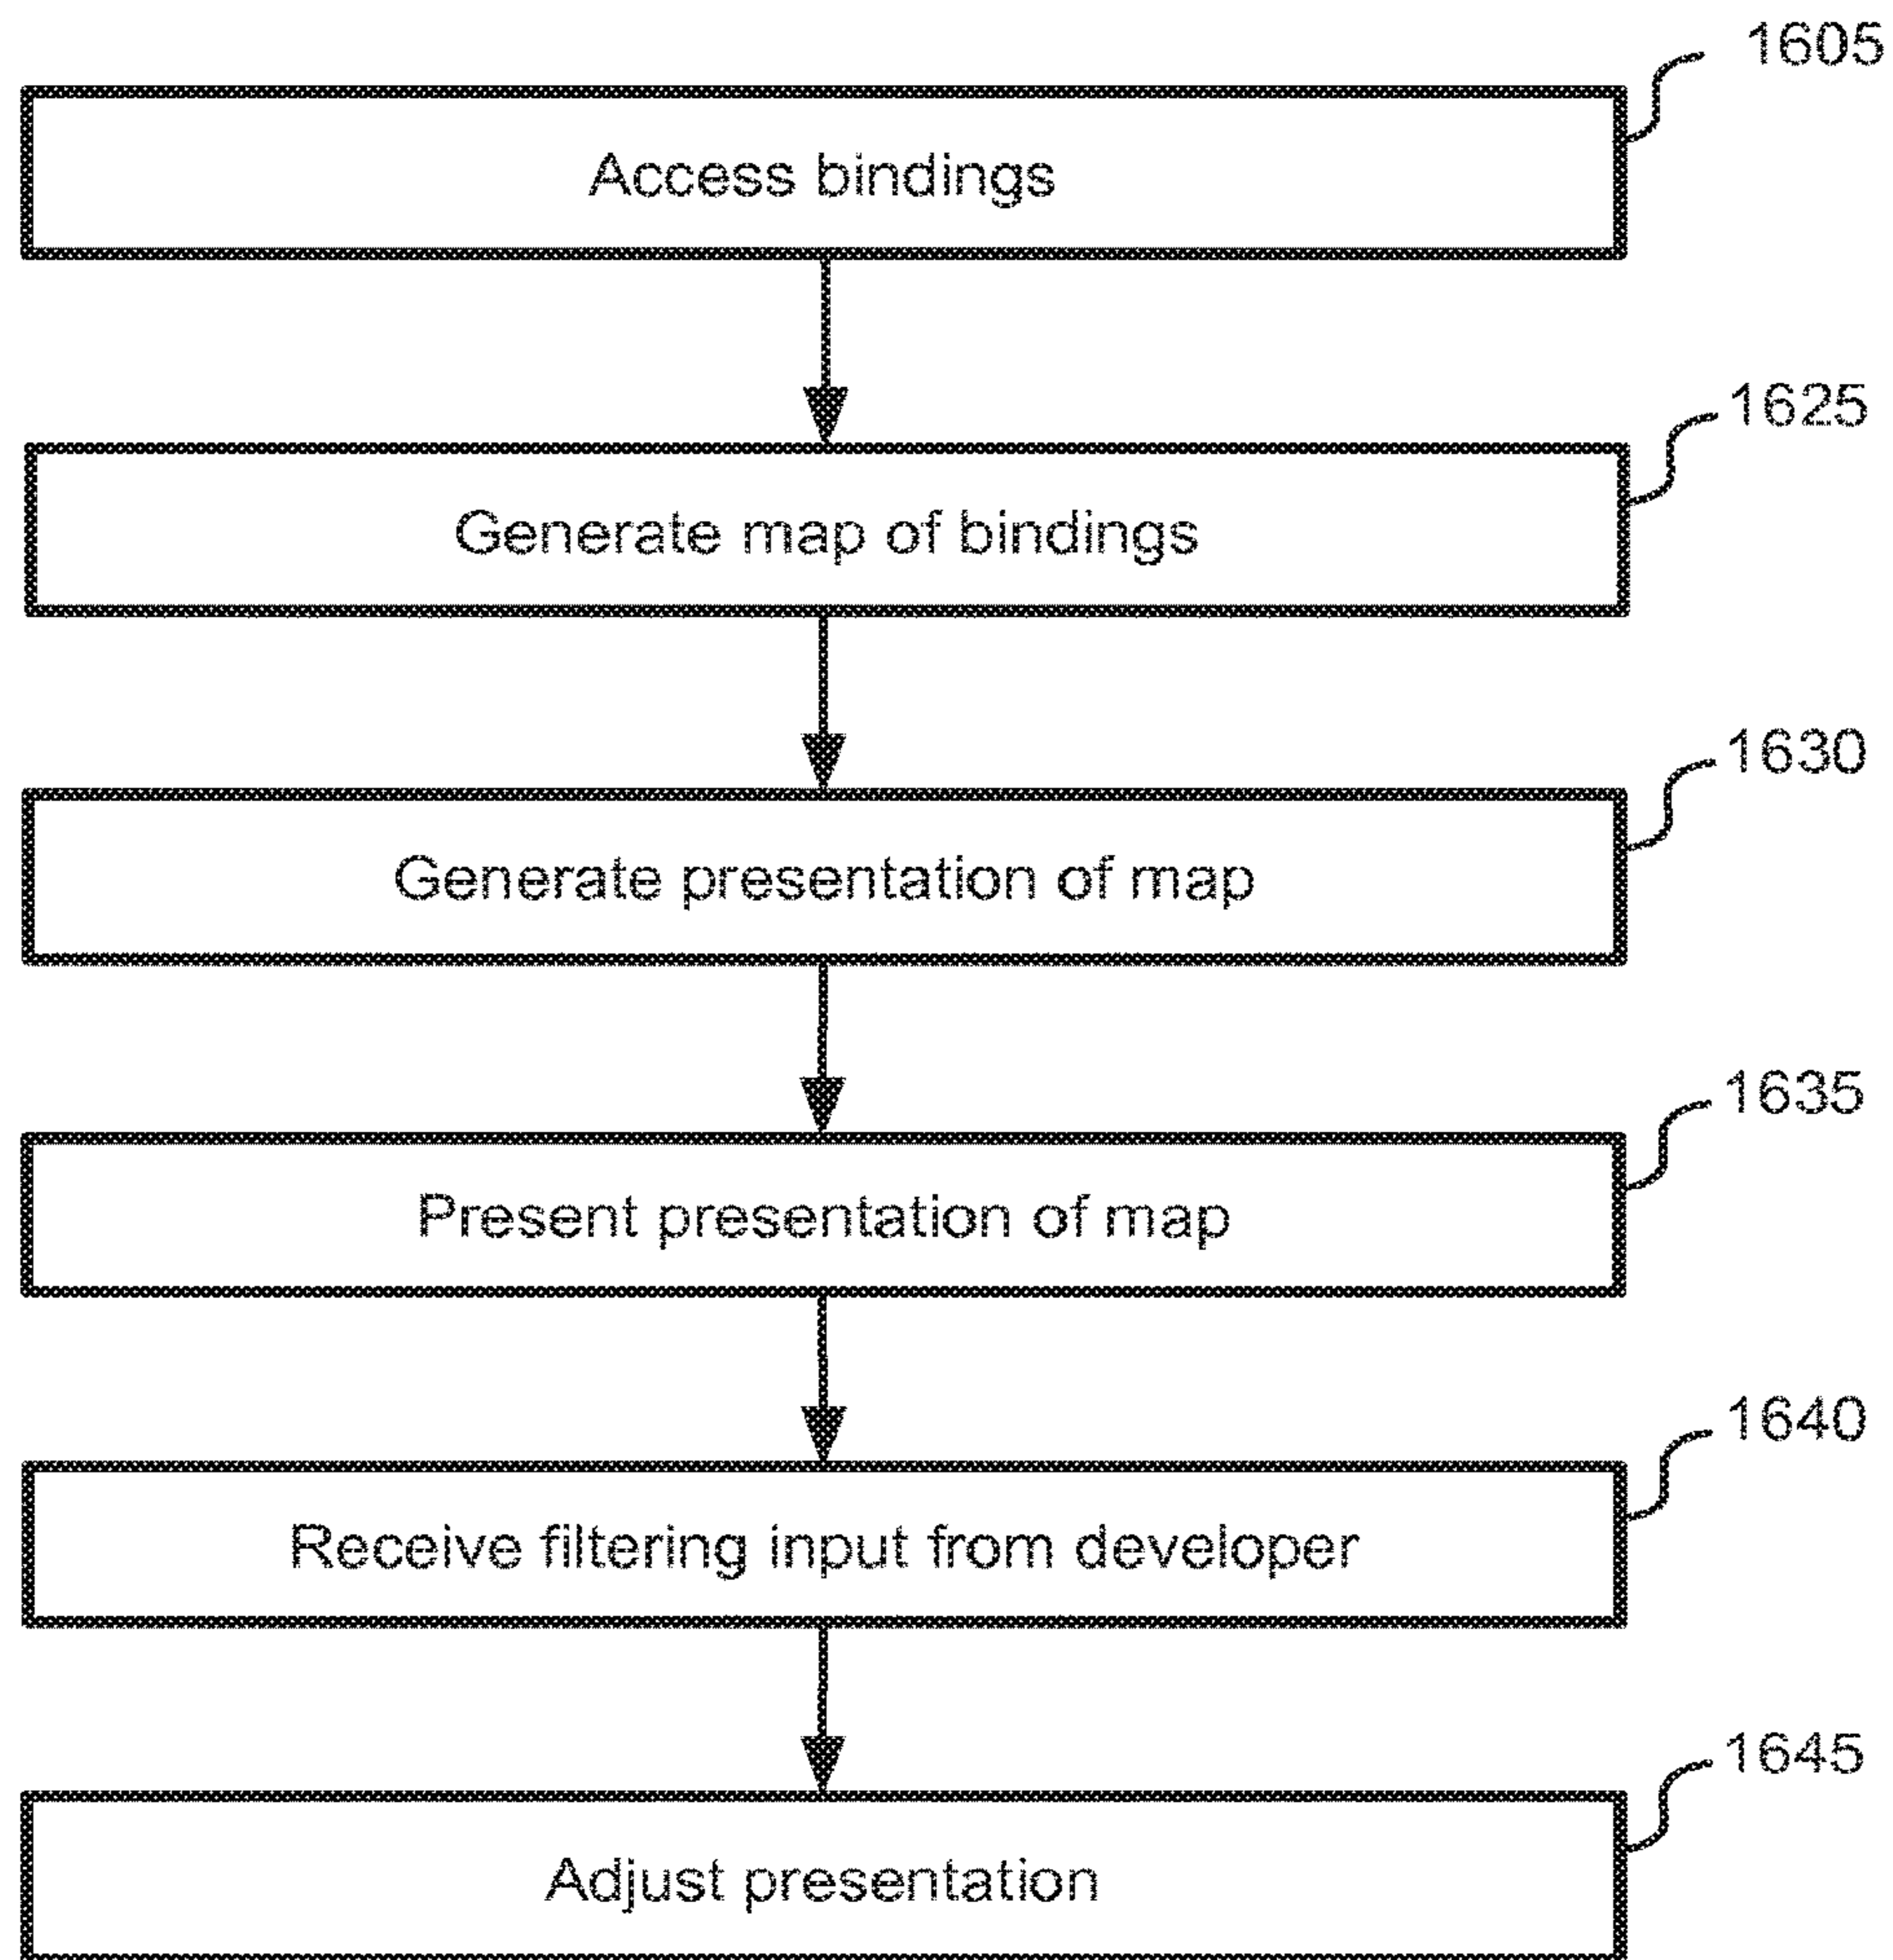 1605
Access bindings
1625
Generate map of bindings
1630
Generate presentation of map
1635
Present presentation of map
1640
Receive filtering input from developer
1645
Adjust presentation